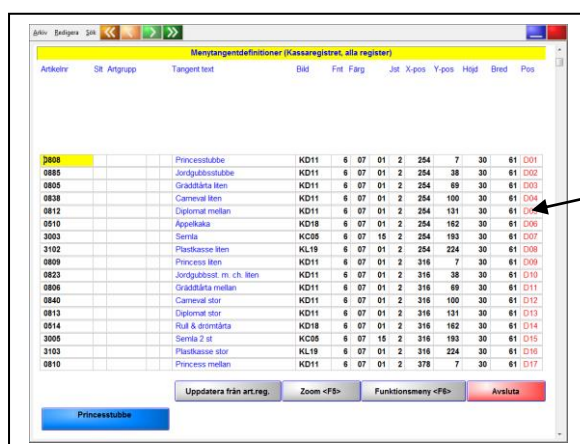 Arkiv Redigera Sök
Menytangentdefinitioner (Kassaregistret, alla register)
Artikelnr Slt Artgrupp Tangent text Bild Fnt Färg Jst X-pos Y-pos Höjd Bred Pos
0808 Princesstubbe KD11 6 07 01 2 254 7 30 61 D01
0885 Jordgubbsstubbe KD11 6 07 01 2 254 38 30 61 D02
0805 Gräddtårta liten KD11 6 07 01 2 254 69 30 61 D03
0838 Carneval liten KD11 6 07 01 2 254 100 30 61 D04
0812 Diplomat mellan KD11 6 07 01 2 254 131 30 61
0510 Äppelkaka KD18 6 07 01 2 254 162 30 61 D06
3003 Semla KC05 6 07 15 2 254 193 30 61 D07
3102 Plastkasse liten KL19 6 07 01 2 254 224 30 61 D08
0809 Princess liten KD11 6 07 01 2 316 7 30 61 D09
0823 Jordgubbsst. m. ch. liten KD11 6 07 01 2 316 38 30 61 D10
0806 Gräddtårta mellan KD11 6 07 01 2 316 69 30 61 D11
0840 Carneval stor KD11 6 07 01 2 316 100 30 61 D12
0813 Diplomat stor KD11 6 07 01 2 316 131 30 61 D13
0514 Rull & drömtårta KD18 6 07 01 2 316 162 30 61 D14
3005 Semla 2 st KC05 6 07 15 2 316 193 30 61 D15
3103 Plastkasse stor KL19 6 07 01 2 316 224 30 61 D16
0810 Princess mellan KD11 6 07 01 2 378 7 30 61 D17
Uppdatera från art.reg. Zoom <F5> Funktionsmeny <F6> Avsluta
Princesstubbe